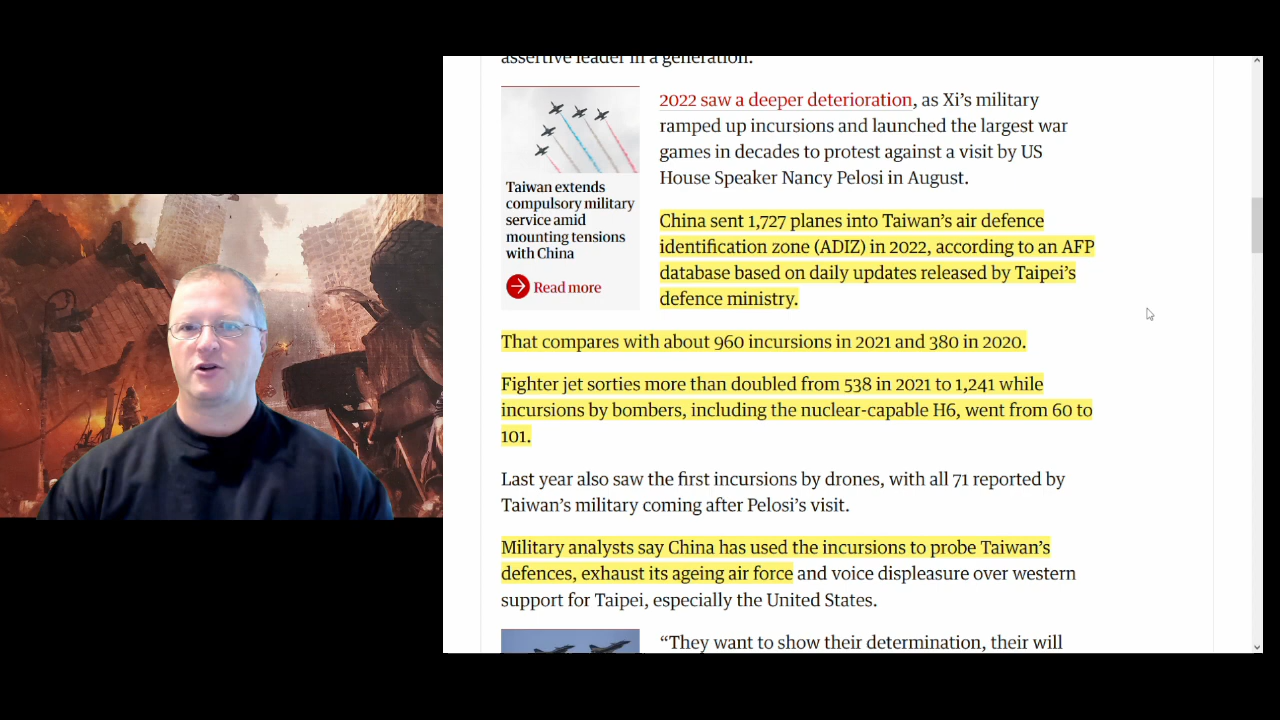 assertive leader in a generation.
Taiwan extends
compulsory military
service amid
mounting tensions
with China
Read more
2022 saw a deeper deterioration, as Xi’s military
ramped up incursions and launched the largest war
games in decades to protest against a visit by US
House Speaker Nancy Pelosi in August.
China sent 1,727 planes into Taiwan’s air defence
identification zone (ADIZ) in 2022, according to an AFP
database based on daily updates released by Taipei’s
defence ministry.
That compares with about 960 incursions in 2021 and 380 in 2020.
Fighter jet sorties more than doubled from 538 in 2021 to 1,241 while
incursions by bombers, including the nuclear-capable H6, went from 60 to
101.
Last year also saw the first incursions by drones, with all 71 reported by
Taiwan’s military coming after Pelosi’s visit.
Military analysts say China has used the incursions to probe Taiwan’s
defences, exhaust its ageing air force and voice displeasure over western
support for Taipei, especially the United States.
“They want to show their determination, their will